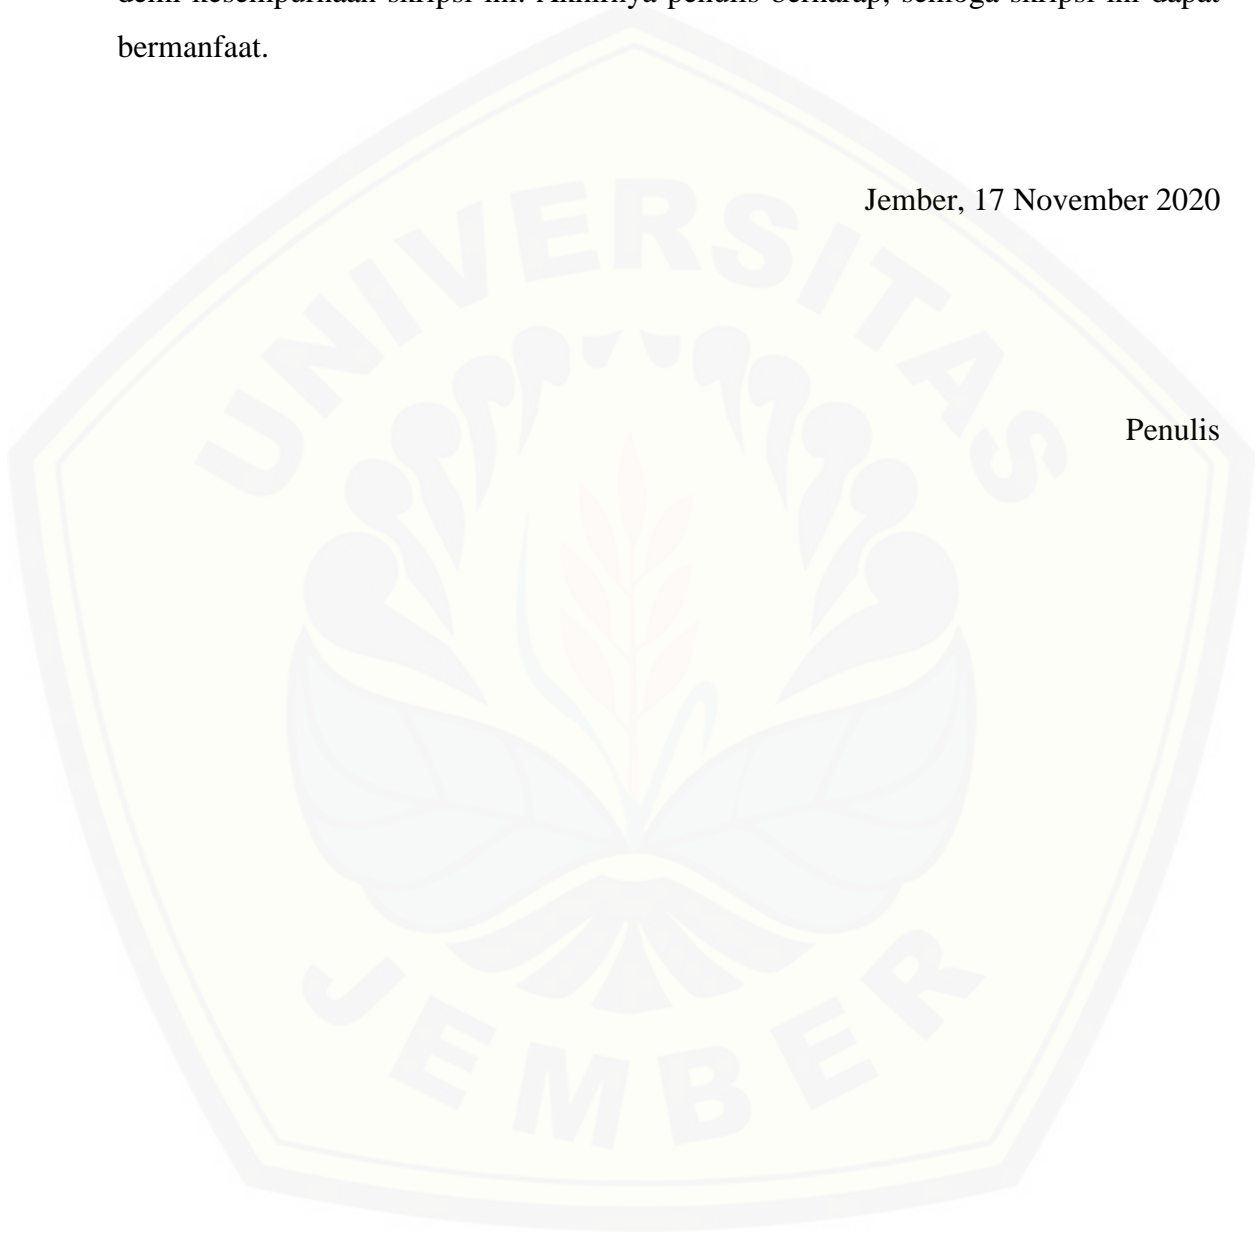 demi kesempurnaan skripsi ini. Akhirnya penulis berharap, semoga skripsi ini dapat
bermanfaat.
Jember, 17 November 2020
Penulis
UNIVERSITAS
JEMBER